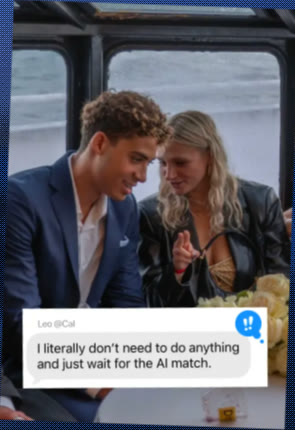 Leo @Cal
I literally don't need to do anything
and just wait for the AI match.
!!